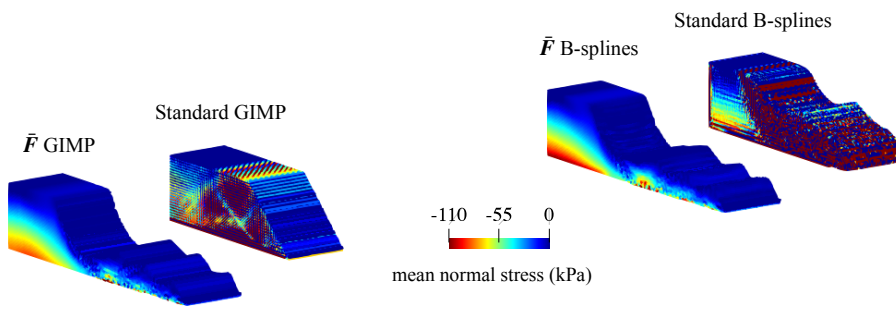 Standard B-splines
F̄ B-splines
Standard GIMP
F̄ GIMP
-110 -55 0
mean normal stress (kPa)